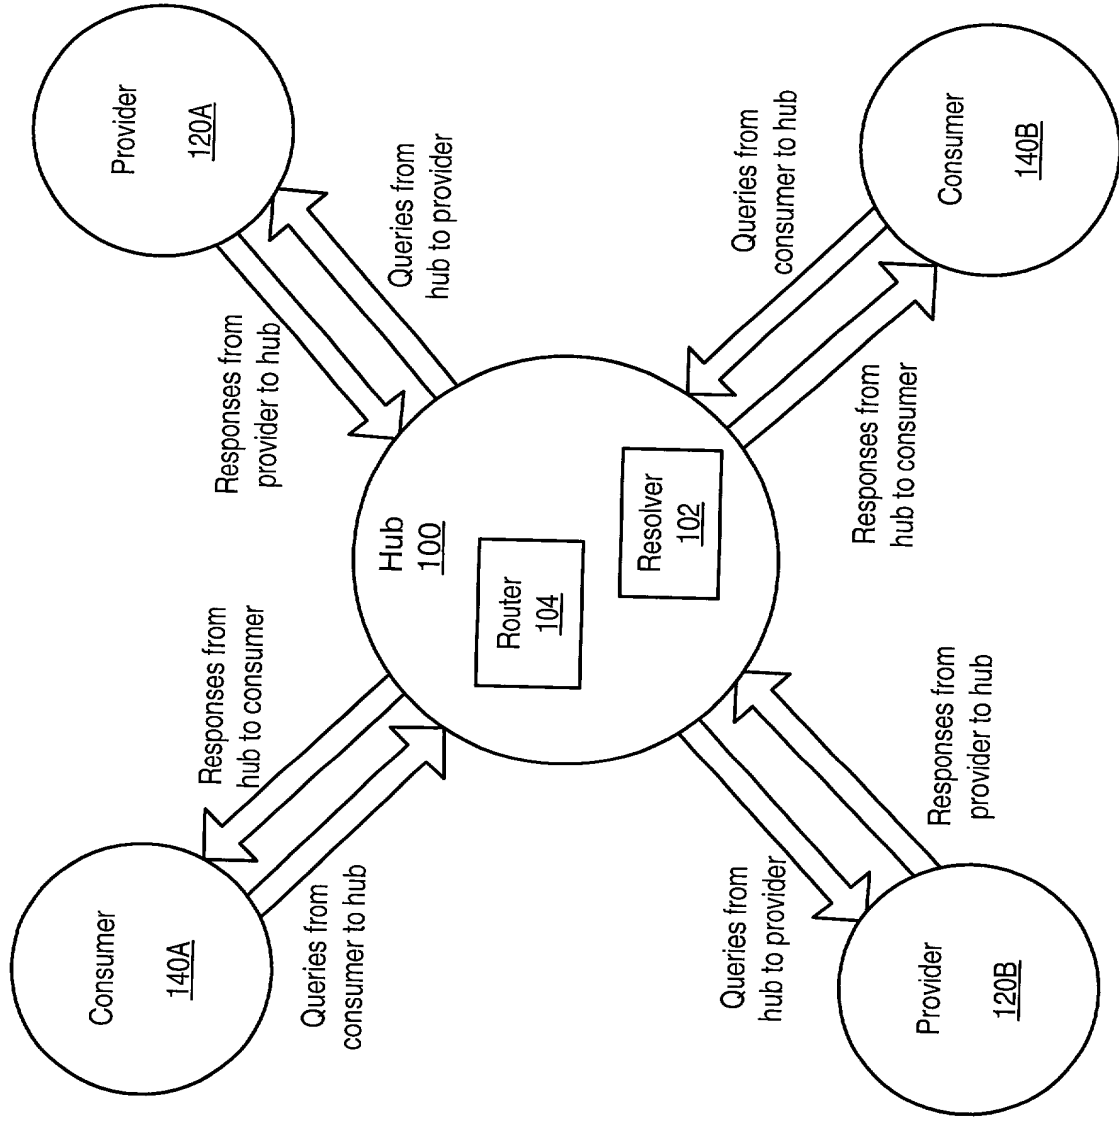 Consumer
140A
Provider
120A
Responses from
hub to consumer
Responses from
provider to hub
Queries from
consumer to hub
Queries from
hub to provider
Hub
100
Router
104
Resolver
102
Queries from
hub to provider
Queries from
consumer to hub
Responses from
provider to hub
Responses from
hub to consumer
Provider
120B
Consumer
140B